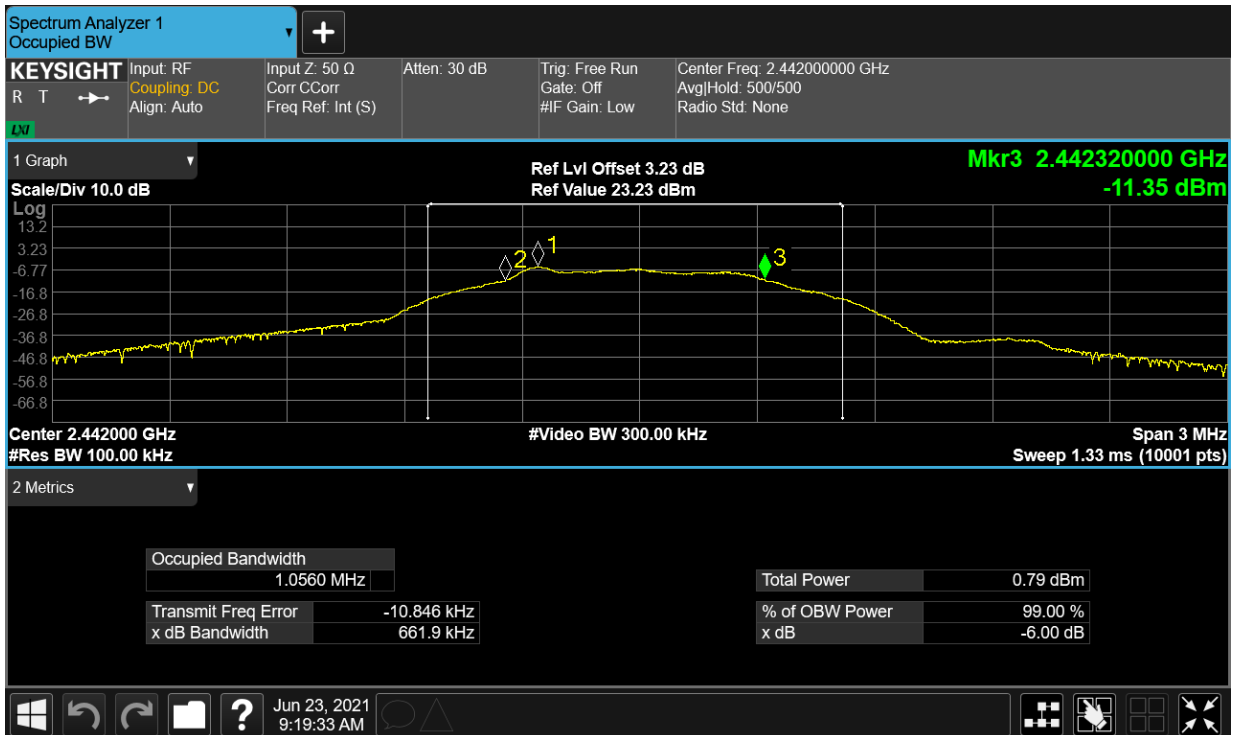 Spectrum Analyzer 1
Occupied BW
KEYSIGHT
R T
LXI
Input: RF
Coupling: DC
Align: Auto
Input Z: 50 Ω
Corr CCorr
Freq Ref: Int (S)
Atten: 30 dB
Trig: Free Run
Gate: Off
#IF Gain: Low
Center Freq: 2.442000000 GHz
Avg|Hold: 500/500
Radio Std: None
1 Graph
Ref Lvl Offset 3.23 dB
Mkr3 2.442320000 GHz
Scale/Div 10.0 dB
Ref Value 23.23 dBm
-11.35 dBm
Log
13.2
3.23
-6.77
-16.8
-26.8
-36.8
-46.8
-56.8
-66.8
2
1
3
Center 2.442000 GHz
#Video BW 300.00 kHz
Span 3 MHz
#Res BW 100.00 kHz
Sweep 1.33 ms (10001 pts)
2 Metrics
Occupied Bandwidth
1.0560 MHz
Total Power 0.79 dBm
Transmit Freq Error -10.846 kHz
% of OBW Power 99.00 %
x dB Bandwidth 661.9 kHz
x dB -6.00 dB
?
Jun 23, 2021
9:19:33 AM